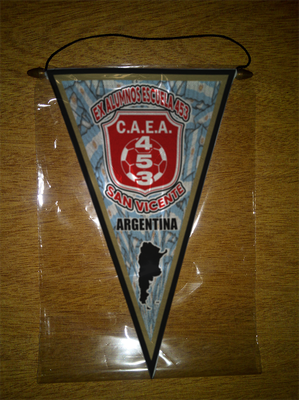 EX ALUMNOS ESCUELA 453
C.A.E.A.
4
5
3
SAN VICENTE
ARGENTINA